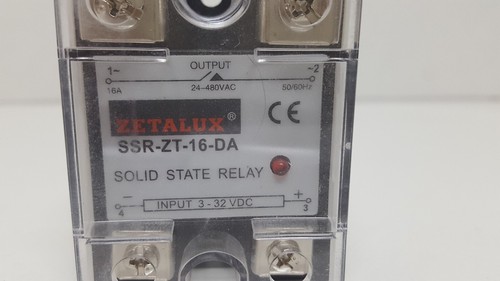 OUTPUT
1~ ~2
16A 24-480VAC 50/60Hz
ZETALUX
CE
SSR-ZT-16-DA
SOLID STATE RELAY
− +
4 INPUT 3-32 VDC 3